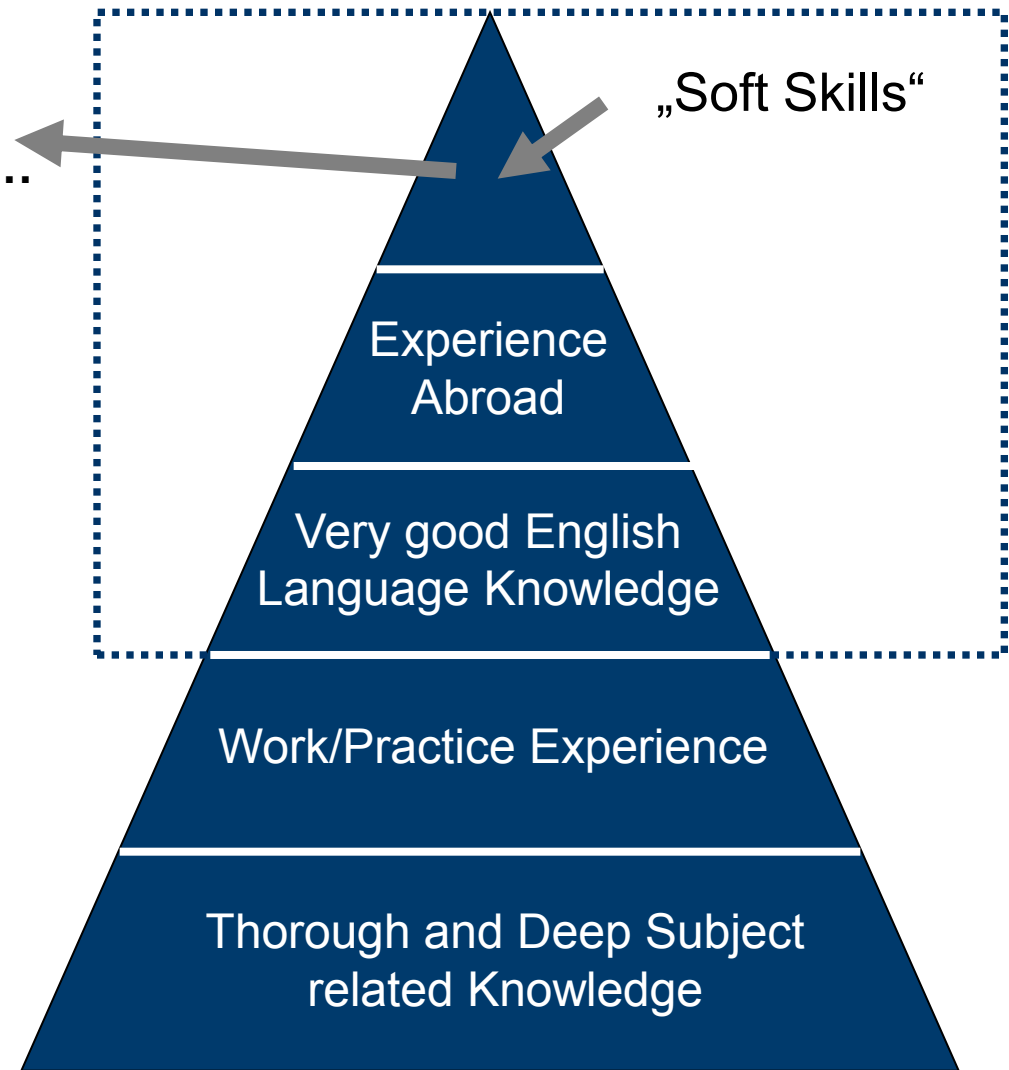 „Soft Skills“
..
Experience
Abroad
Very good English
Language Knowledge
Work/Practice Experience
Thorough and Deep Subject
related Knowledge